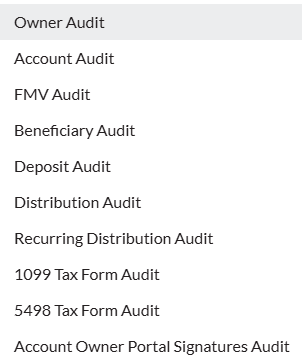 Owner Audit
Account Audit
FMV Audit
Beneficiary Audit
Deposit Audit
Distribution Audit
Recurring Distribution Audit
1099 Tax Form Audit
5498 Tax Form Audit
Account Owner Portal Signatures Audit